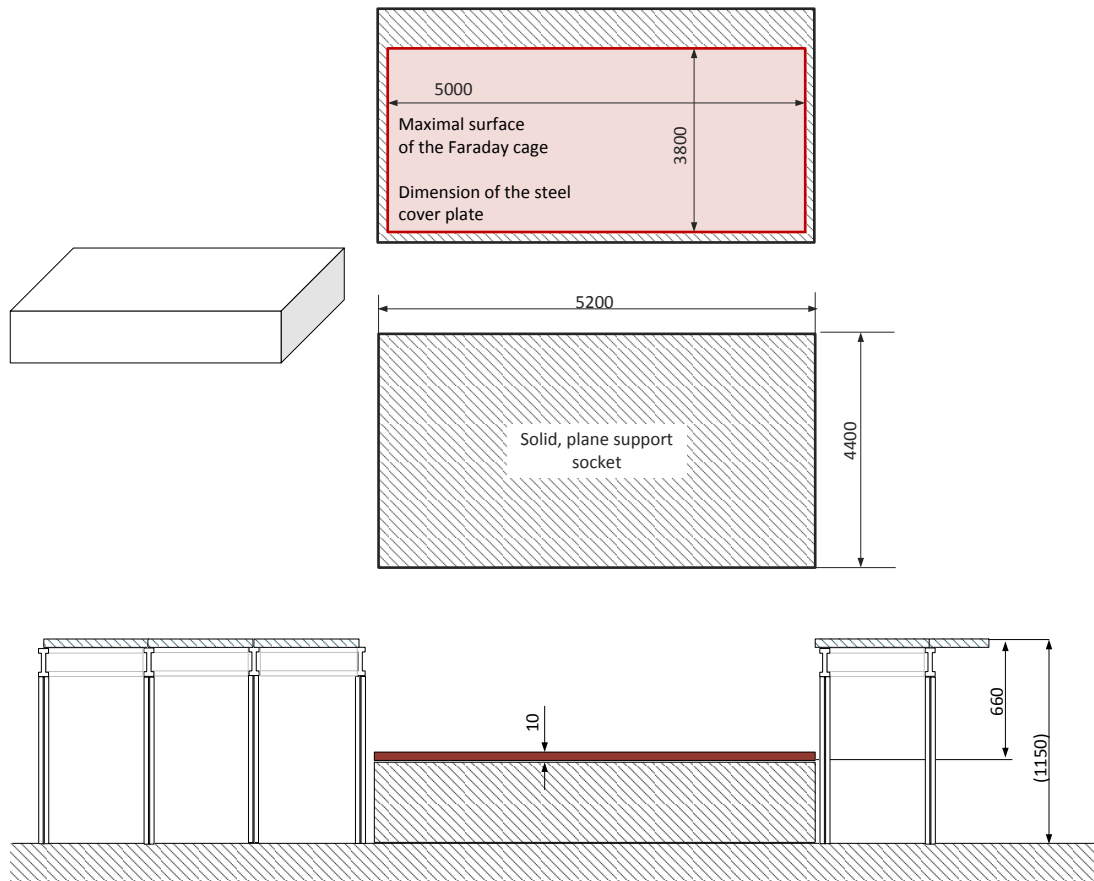 5000
Maximal surface
of the Faraday cage
3800
Dimension of the steel
cover plate
5200
Solid, plane support
socket
4400
10
660
(1150)